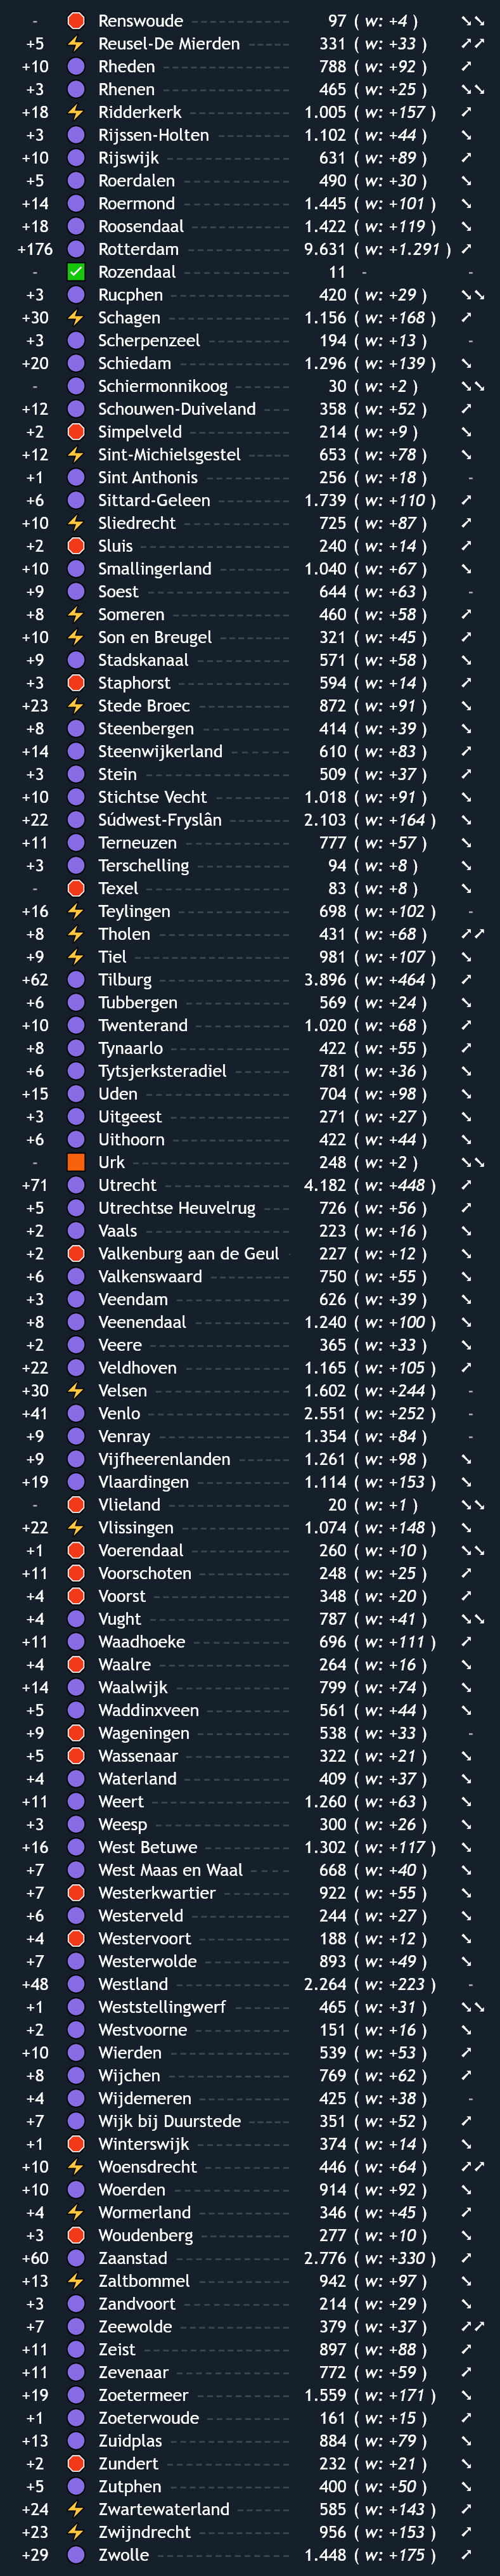 - Renswoude 97 ( w: +4 )
+5 Reusel-De Mierden 331 ( w: +33 )
+10 Rheden 788 ( w: +92 )
+3 Rhenen 465 ( w: +25 )
+18 Ridderkerk 1.005 ( w: +157 )
+3 Rijssen-Holten 1.102 ( w: +44 )
+10 Rijswijk 631 ( w: +89 )
+5 Roerdalen 490 ( w: +30 )
+14 Roermond 1.445 ( w: +101 )
+18 Roosendaal 1.422 ( w: +119 )
+176 Rotterdam 9.631 ( w: +1.291 )
- Rozendaal 11 - -
+3 Rucphen 420 ( w: +29 )
+30 Schagen 1.156 ( w: +168 )
+3 Scherpenzeel 194 ( w: +13 ) -
+20 Schiedam 1.296 ( w: +139 )
- Schiermonnikoog 30 ( w: +2 )
+12 Schouwen-Duiveland 358 ( w: +52 )
+2 Simpelveld 214 ( w: +9 )
+12 Sint-Michielsgestel 653 ( w: +78 )
+1 Sint Anthonis 256 ( w: +18 ) -
+6 Sittard-Geleen 1.739 ( w: +110 )
+10 Sliedrecht 725 ( w: +87 )
+2 Sluis 240 ( w: +14 )
+10 Smallingerland 1.040 ( w: +67 )
+9 Soest 644 ( w: +63 ) -
+8 Someren 460 ( w: +58 )
+10 Son en Breugel 321 ( w: +45 )
+9 Stadskanaal 571 ( w: +58 )
+3 Staphorst 594 ( w: +14 )
+23 Stede Broec 872 ( w: +91 )
+8 Steenbergen 414 ( w: +39 )
+14 Steenwijkerland 610 ( w: +83 )
+3 Stein 509 ( w: +37 )
+10 Stichtse Vecht 1.018 ( w: +91 )
+22 Súdwest-Fryslân 2.103 ( w: +164 )
+11 Terneuzen 777 ( w: +57 )
+3 Terschelling 94 ( w: +8 )
- Texel 83 ( w: +8 )
+16 Teylingen 698 ( w: +102 ) -
+8 Tholen 431 ( w: +68 )
+9 Tiel 981 ( w: +107 )
+62 Tilburg 3.896 ( w: +464 )
+6 Tubbergen 569 ( w: +24 )
+10 Twenterand 1.020 ( w: +68 )
+8 Tynaarlo 422 ( w: +55 )
+6 Tytsjerksteradiel 781 ( w: +36 )
+15 Uden 704 ( w: +98 )
+3 Uitgeest 271 ( w: +27 )
+6 Uithoorn 422 ( w: +44 )
- Urk 248 ( w: +2 )
+71 Utrecht 4.182 ( w: +448 )
+5 Utrechtse Heuvelrug 726 ( w: +56 )
+2 Vaals 223 ( w: +16 )
+2 Valkenburg aan de Geul 227 ( w: +12 )
+6 Valkenswaard 750 ( w: +55 )
+3 Veendam 626 ( w: +39 )
+8 Veenendaal 1.240 ( w: +100 )
+2 Veere 365 ( w: +33 )
+22 Veldhoven 1.165 ( w: +105 )
+30 Velsen 1.602 ( w: +244 ) -
+41 Venlo 2.551 ( w: +252 ) -
+9 Venray 1.354 ( w: +84 ) -
+9 Vijfheerenlanden 1.261 ( w: +98 )
+19 Vlaardingen 1.114 ( w: +153 )
- Vlieland 20 ( w: +1 )
+22 Vlissingen 1.074 ( w: +148 )
+1 Voerendaal 260 ( w: +10 )
+11 Voorschoten 248 ( w: +25 )
+4 Voorst 348 ( w: +20 )
+4 Vught 787 ( w: +41 )
+11 Waadhoeke 696 ( w: +111 )
+4 Waalre 264 ( w: +16 )
+14 Waalwijk 799 ( w: +74 )
+5 Waddinxveen 561 ( w: +44 )
+9 Wageningen 538 ( w: +33 ) -
+5 Wassenaar 322 ( w: +21 )
+4 Waterland 409 ( w: +37 )
+11 Weert 1.260 ( w: +63 )
+3 Weesp 300 ( w: +26 )
+16 West Betuwe 1.302 ( w: +117 )
+7 West Maas en Waal 668 ( w: +40 )
+7 Westerkwartier 922 ( w: +55 )
+6 Westerveld 244 ( w: +27 )
+4 Westervoort 188 ( w: +12 )
+7 Westerwolde 893 ( w: +49 )
+48 Westland 2.264 ( w: +223 ) -
+1 Weststellingwerf 465 ( w: +31 )
+2 Westvoorne 151 ( w: +16 )
+10 Wierden 539 ( w: +53 )
+8 Wijchen 769 ( w: +62 )
+4 Wijdemeren 425 ( w: +38 ) -
+7 Wijk bij Duurstede 351 ( w: +52 )
+1 Winterswijk 374 ( w: +14 )
+10 Woensdrecht 446 ( w: +64 )
+10 Woerden 914 ( w: +92 )
+4 Wormerland 346 ( w: +45 )
+3 Woudenberg 277 ( w: +10 )
+60 Zaanstad 2.776 ( w: +330 )
+13 Zaltbommel 942 ( w: +97 )
+3 Zandvoort 214 ( w: +29 )
+7 Zeewolde 379 ( w: +37 )
+11 Zeist 897 ( w: +88 )
+11 Zevenaar 772 ( w: +59 )
+19 Zoetermeer 1.559 ( w: +171 )
+1 Zoeterwoude 161 ( w: +15 )
+13 Zuidplas 884 ( w: +79 )
+2 Zundert 232 ( w: +21 )
+5 Zutphen 400 ( w: +50 )
+24 Zwartewaterland 585 ( w: +143 )
+23 Zwijndrecht 956 ( w: +153 )
+29 Zwolle 1.448 ( w: +175 )